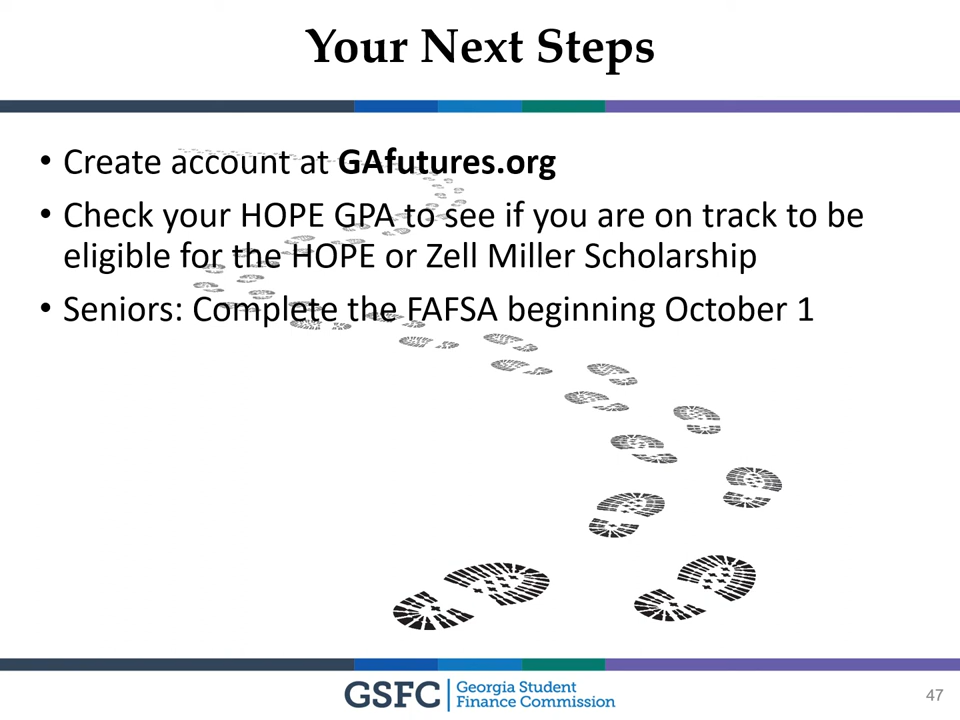 Your Next Steps
• Create account at GAfutures.org
• Check your HOPE GPA to see if you are on track to be
eligible for the HOPE or Zell Miller Scholarship
• Seniors: Complete the FAFSA beginning October 1
GSFC
Georgia Student
Finance Commission
47